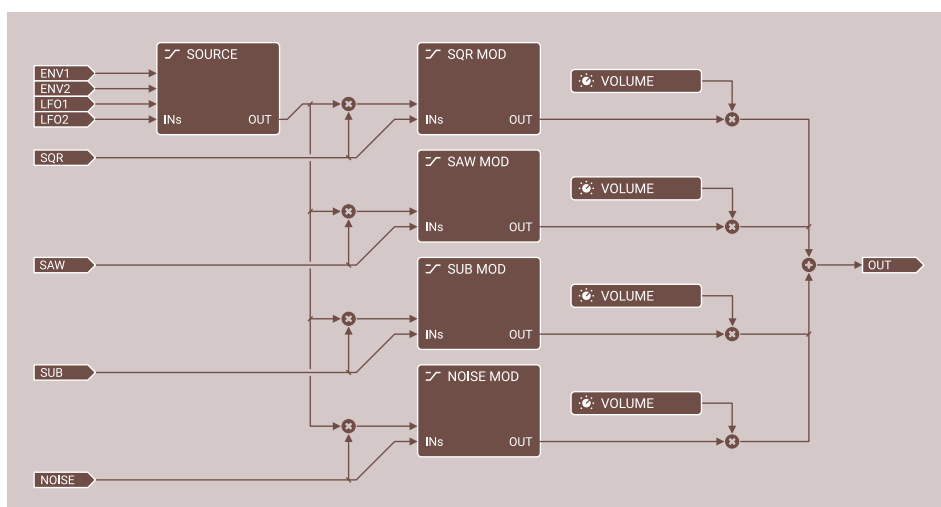 SOURCE
ENV1
ENV2
LFO1
LFO2
INs
OUT
SQR
SQR MOD
INs
OUT
VOLUME
SAW MOD
INs
OUT
VOLUME
SAW
OUT
SUB MOD
INs
OUT
VOLUME
SUB
NOISE MOD
INs
OUT
VOLUME
NOISE